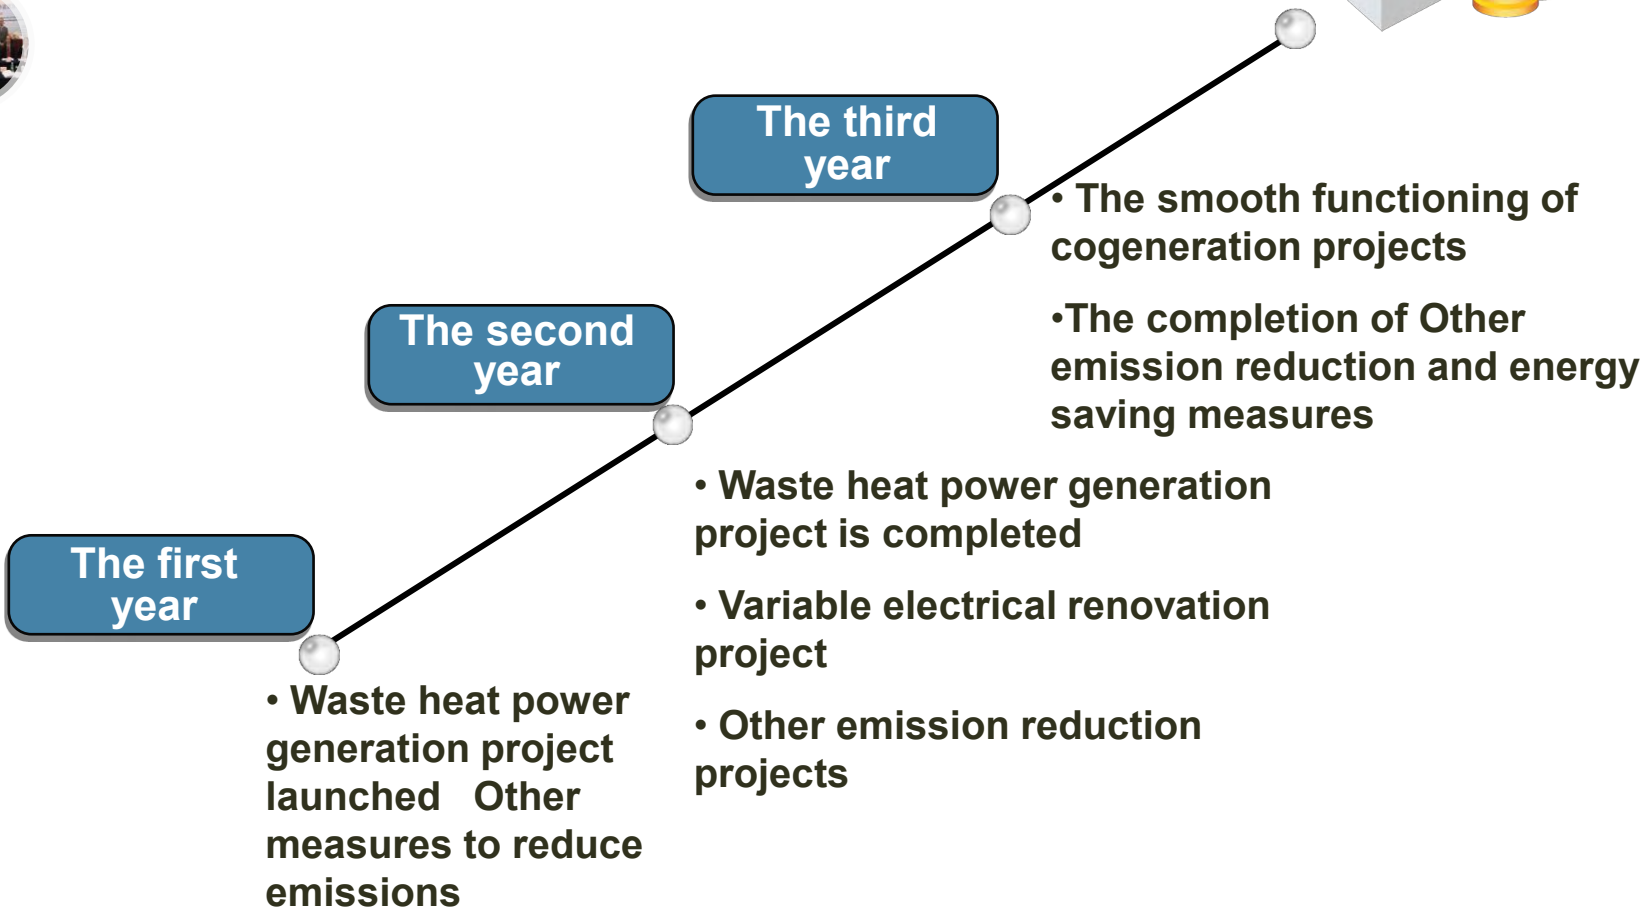 The third
year
• The smooth functioning of
cogeneration projects
•The completion of Other
emission reduction and energy
saving measures
The second
year
• Waste heat power generation
project is completed
• Variable electrical renovation
project
• Other emission reduction
projects
The first
year
• Waste heat power
generation project
launched   Other
measures to reduce
emissions